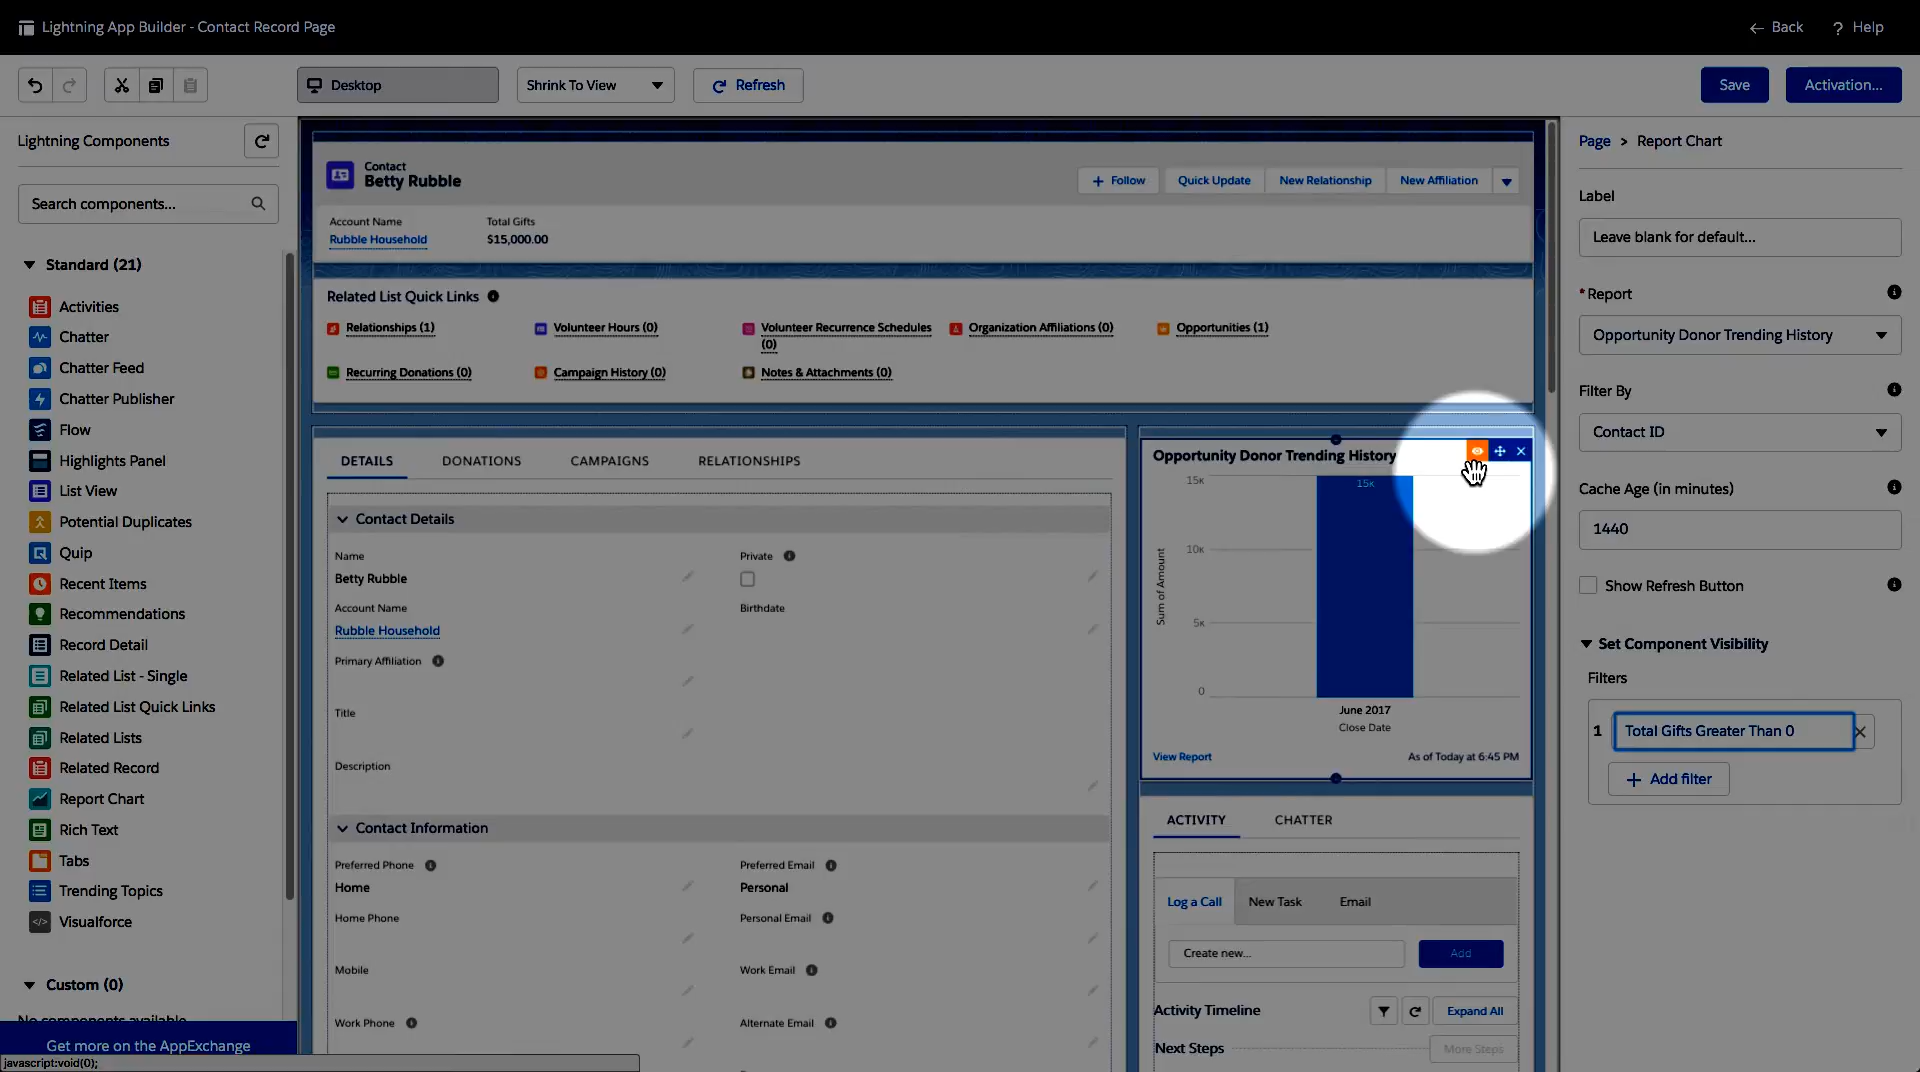 Lightning App Builder - Contact Record Page
Back
? Help
Desktop
Shrink To View
Refresh
Save
Activation...
Lightning Components
Search components...
Standard (21)
Activities
Chatter
Chatter Feed
Chatter Publisher
Flow
Highlights Panel
List View
Potential Duplicates
Quip
Recent Items
Recommendations
Record Detail
Related List - Single
Related List Quick Links
Related Lists
Related Record
Report Chart
Rich Text
Tabs
Trending Topics
Visualforce
Custom (0)
No components available
Get more on the AppExchange
javascript:void(0);
Contact
Betty Rubble
+ Follow
Quick Update
New Relationship
New Affiliation
Account Name
Rubble Household
Total Gifts
$15,000.00
Related List Quick Links
Relationships (1)
Volunteer Hours (0)
Volunteer Recurrence Schedules
(0)
Organization Affiliations (0)
Opportunities (1)
Recurring Donations (0)
Campaign History (0)
Notes & Attachments (0)
DETAILS
DONATIONS
CAMPAIGNS
RELATIONSHIPS
Contact Details
Name
Betty Rubble
Private
Account Name
Rubble Household
Birthdate
Primary Affiliation
Title
Description
Contact Information
Preferred Phone
Home
Preferred Email
Personal
Home Phone
Personal Email
Mobile
Work Email
Work Phone
Alternate Email
Opportunity Donor Trending History
15K
15K
10K
5K
0
Sum of Amount
June 2017
Close Date
View Report
As of Today at 6:45 PM
ACTIVITY
CHATTER
Log a Call
New Task
Email
Create new...
Add
Activity Timeline
Expand All
Next Steps
More Steps
Page > Report Chart
Label
Leave blank for default...
*Report
Opportunity Donor Trending History
Filter By
Contact ID
Cache Age (in minutes)
1440
Show Refresh Button
Set Component Visibility
Filters
1
Total Gifts Greater Than 0
+ Add filter